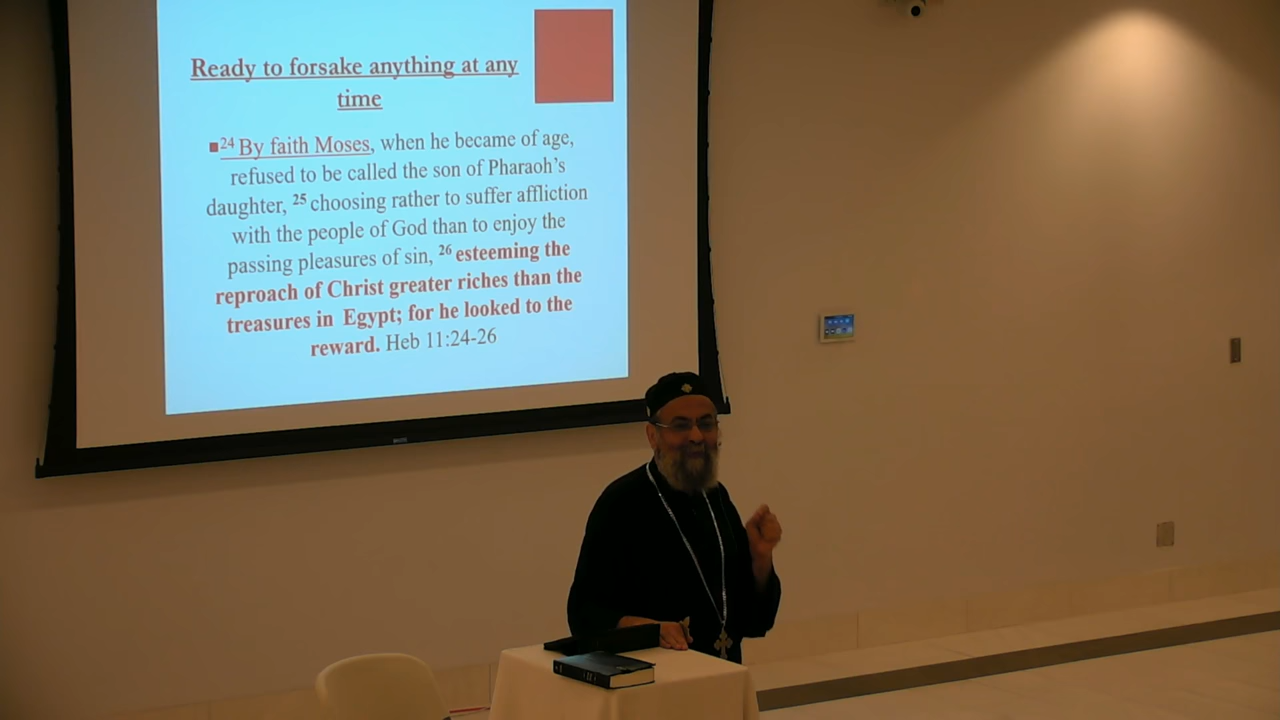 Ready to forsake anything at any
time
24 By faith Moses, when he became of age,
refused to be called the son of Pharaoh's
daughter, 25 choosing rather to suffer affliction
with the people of God than to enjoy the
passing pleasures of sin, 26 esteeming the
reproach of Christ greater riches than the
treasures in Egypt; for he looked to the
reward. Heb 11:24-26